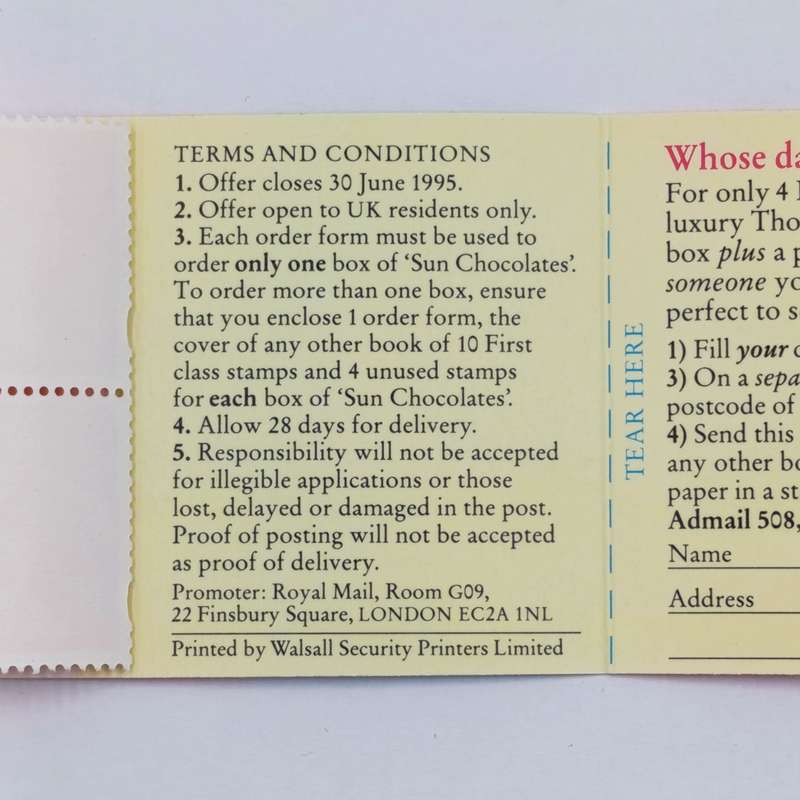 TERMS AND CONDITIONS
1. Offer closes 30 June 1995.
2. Offer open to UK residents only.
3. Each order form must be used to
order only one box of ‘Sun Chocolates’.
To order more than one box, ensure
that you enclose 1 order form, the
cover of any other book of 10 First
class stamps and 4 unused stamps
for each box of ‘Sun Chocolates’.
4. Allow 28 days for delivery.
5. Responsibility will not be accepted
for illegible applications or those
lost, delayed or damaged in the post.
Proof of posting will not be accepted
as proof of delivery.
Promoter: Royal Mail, Room G09,
22 Finsbury Square, LONDON EC2A 1NL
Printed by Walsall Security Printers Limited
TEAR HERE
Whose da
For only 4
luxury Tho
box plus a p
someone yo
perfect to s
1) Fill your
3) On a sepa
postcode of
4) Send this
any other bo
paper in a st
Admail 508,
Name
Address